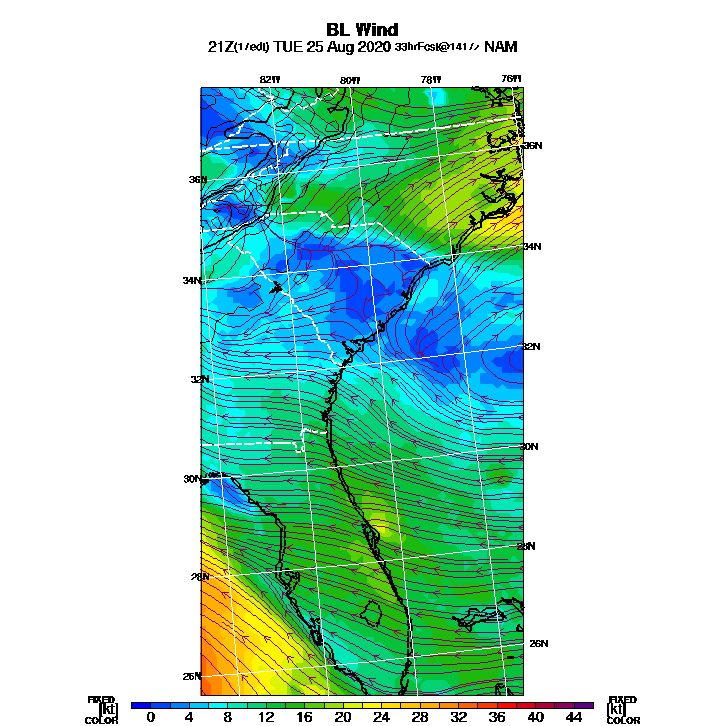 BL Wind
21Z(17edt) TUE 25 Aug 2020 33hrFcst@1417z NAM
82W 80W 78W 76W
36N
36N
34N
34N
32N
32N
30N
30N
28N
28N
26N
26N
FIXED FIXED
[kt] 0 4 8 12 16 20 24 28 32 36 40 44 [kt]
COLOR COLOR